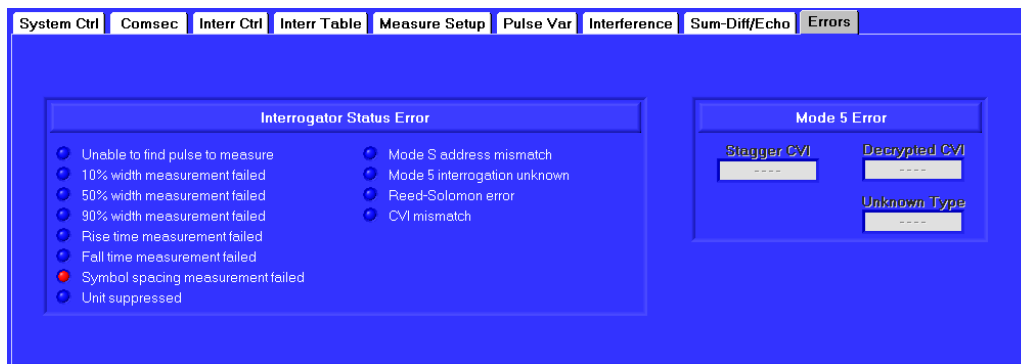 System Ctrl Comsec Interr Ctrl Interr Table Measure Setup Pulse Var Interference Sum-Diff/Echo Errors
Interrogator Status Error
Unable to find pulse to measure
10% width measurement failed
50% width measurement failed
90% width measurement failed
Rise time measurement failed
Fall time measurement failed
Symbol spacing measurement failed
Unit suppressed
Mode S address mismatch
Mode 5 interrogation unknown
Reed-Solomon error
CVI mismatch
Mode 5 Error
Stagger CVI
----
Decrypted CVI
----
Unknown Type
----